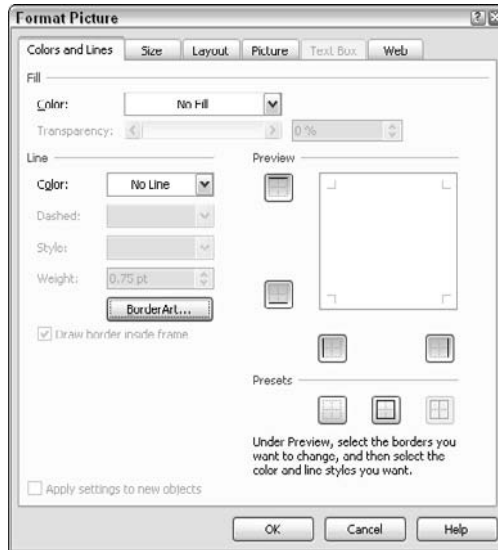 Format Picture
Colors and Lines Size Layout Picture Text Box Web
Fill
Color: No Fill
Transparency: 0 %
Line
Color: No Line
Dashed:
Style:
Weight: 0.75 pt
BorderArt...
Draw border inside frame
Preview
Presets
Under Preview, select the borders you
want to change, and then select the
color and line styles you want.
Apply settings to new objects
OK Cancel Help